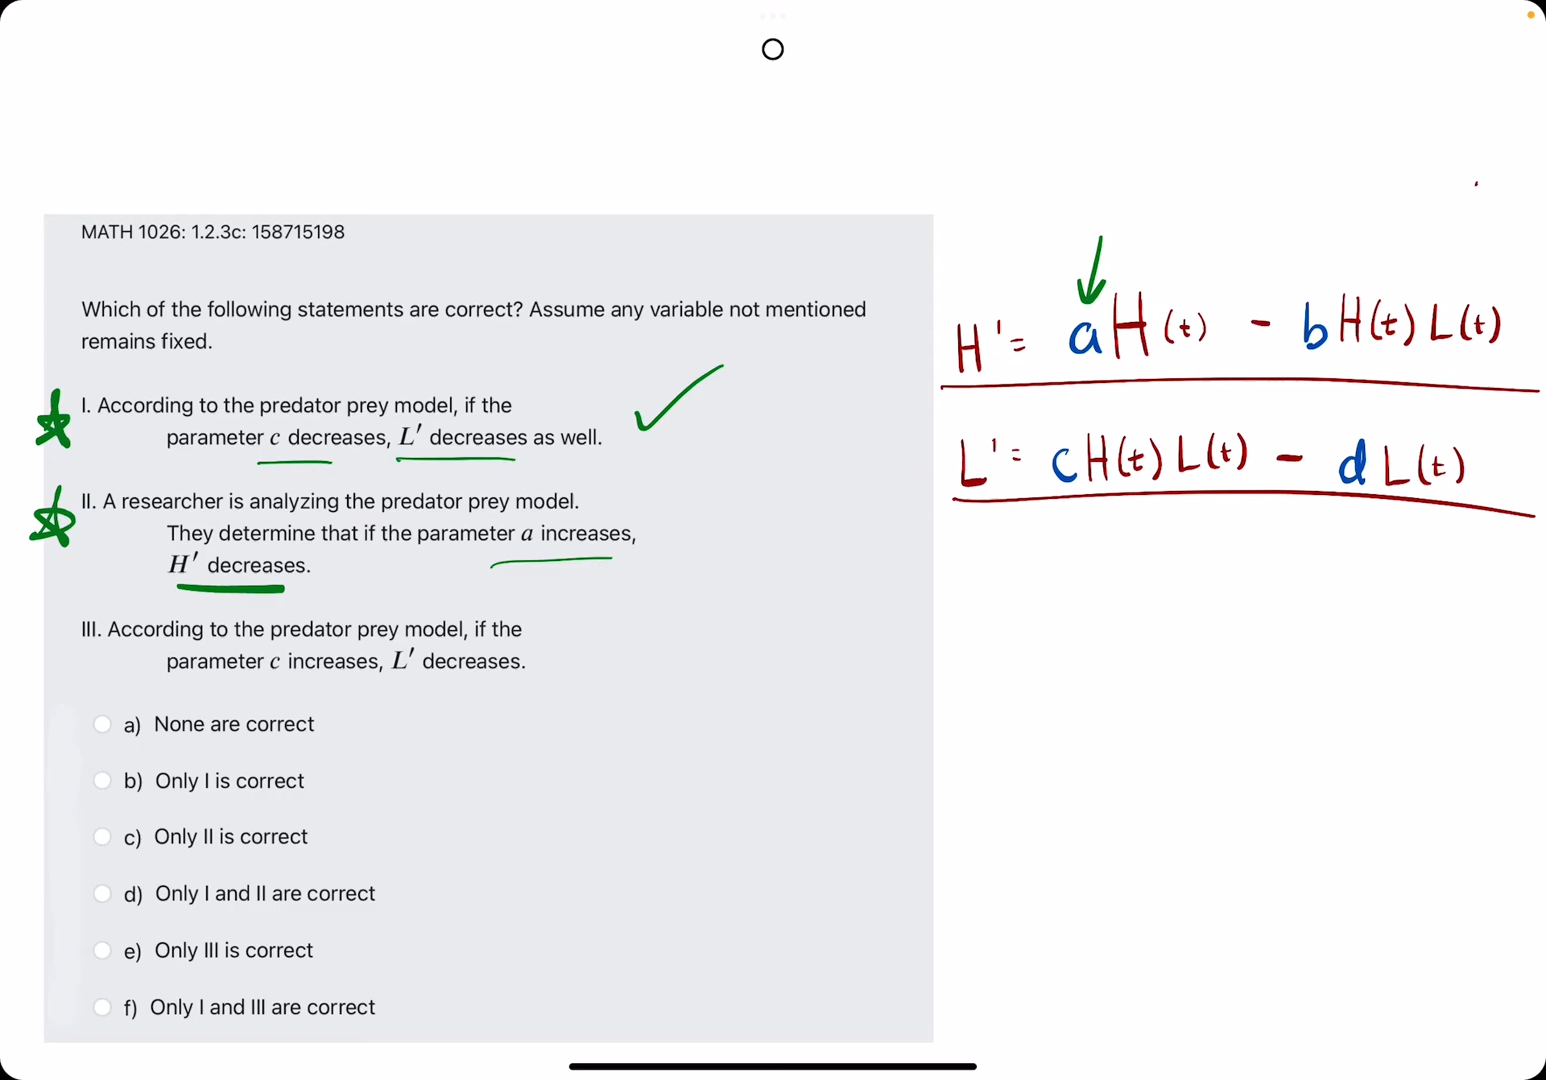 MATH 1026: 1.2.3c: 158715198
Which of the following statements are correct? Assume any variable not mentioned
remains fixed.
I. According to the predator prey model, if the
parameter c decreases, L′ decreases as well.
II. A researcher is analyzing the predator prey model.
They determine that if the parameter a increases,
H′ decreases.
III. According to the predator prey model, if the
parameter c increases, L′ decreases.
a) None are correct
b) Only I is correct
c) Only II is correct
d) Only I and II are correct
e) Only III is correct
f) Only I and III are correct
H' = aH(t) - bH(t)L(t)
L' = cH(t)L(t) - dL(t)